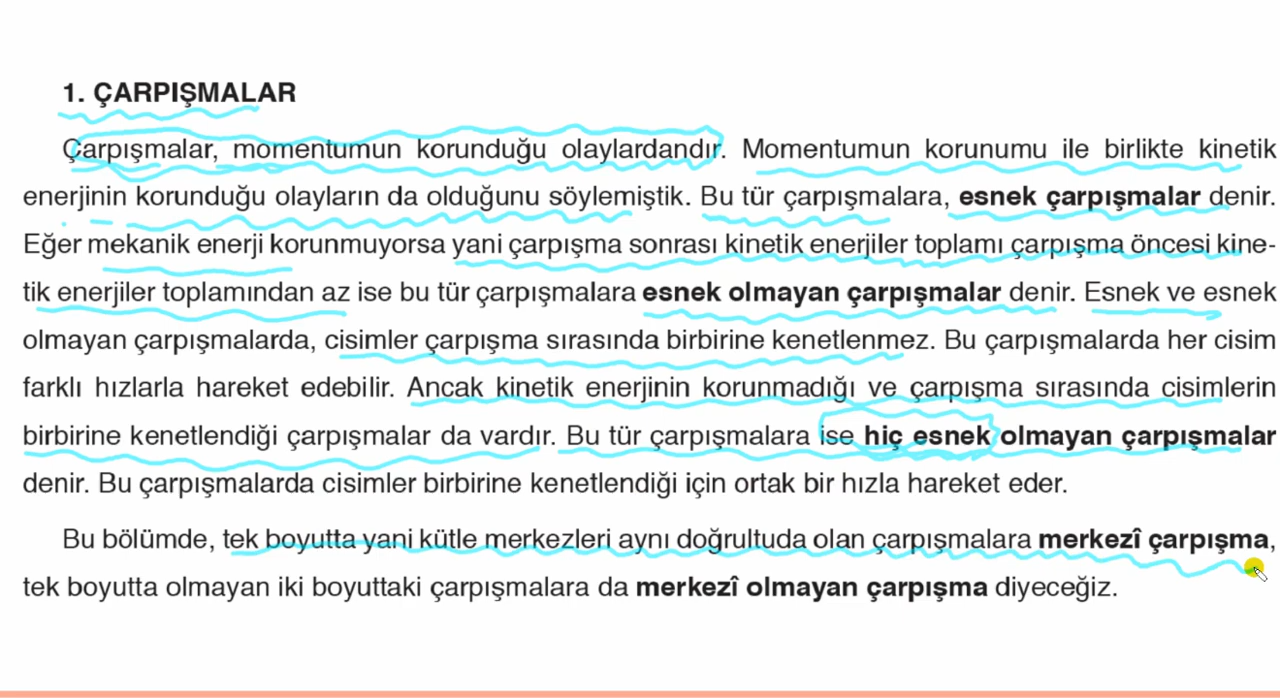 1. ÇARPIŞMALAR
Çarpışmalar, momentumun korunduğu olaylardandır. Momentumun korunumu ile birlikte kinetik
enerjinin korunduğu olayların da olduğunu söylemiştik. Bu tür çarpışmalara, esnek çarpışmalar denir.
Eğer mekanik enerji korunmuyorsa yani çarpışma sonrası kinetik enerjiler toplamı çarpışma öncesi kine-
tik enerjiler toplamından az ise bu tür çarpışmalara esnek olmayan çarpışmalar denir. Esnek ve esnek
olmayan çarpışmalarda, cisimler çarpışma sırasında birbirine kenetlenmez. Bu çarpışmalarda her cisim
farklı hızlarla hareket edebilir. Ancak kinetik enerjinin korunmadığı ve çarpışma sırasında cisimlerin
birbirine kenetlendiği çarpışmalar da vardır. Bu tür çarpışmalara ise hiç esnek olmayan çarpışmalar
denir. Bu çarpışmalarda cisimler birbirine kenetlendiği için ortak bir hızla hareket eder.
Bu bölümde, tek boyutta yani kütle merkezleri aynı doğrultuda olan çarpışmalara merkezî çarpışma,
tek boyutta olmayan iki boyuttaki çarpışmalara da merkezî olmayan çarpışma diyeceğiz.